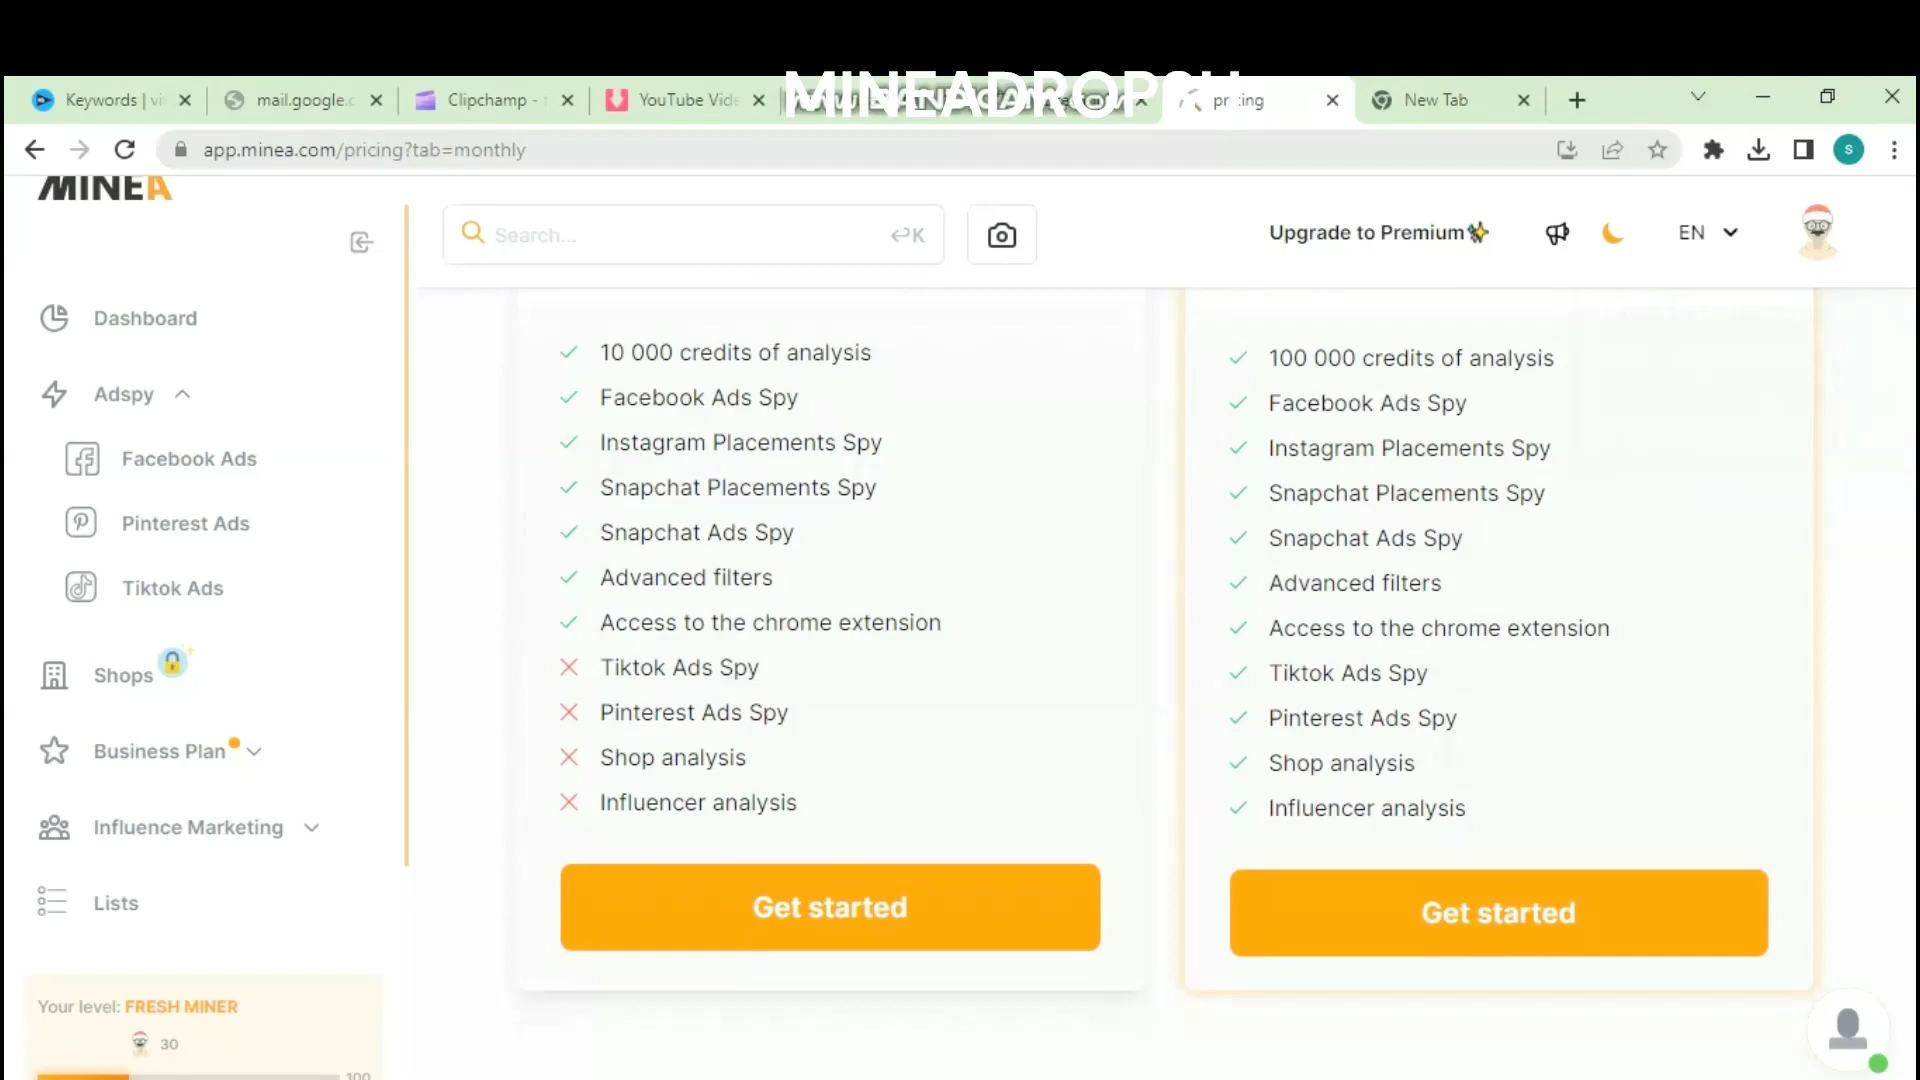 MINEADROPSH
Keywords | vi
mail.google.c
Clipchamp -
YouTube Vide
pricing
New Tab
app.minea.com/pricing?tab=monthly
S
MINEA
Search...
K
Upgrade to Premium
EN
Dashboard
Adspy
Facebook Ads
Pinterest Ads
Tiktok Ads
Shops
Business Plan
Influence Marketing
Lists
Your level: FRESH MINER
30
100
10 000 credits of analysis
Facebook Ads Spy
Instagram Placements Spy
Snapchat Placements Spy
Snapchat Ads Spy
Advanced filters
Access to the chrome extension
Tiktok Ads Spy
Pinterest Ads Spy
Shop analysis
Influencer analysis
Get started
100 000 credits of analysis
Facebook Ads Spy
Instagram Placements Spy
Snapchat Placements Spy
Snapchat Ads Spy
Advanced filters
Access to the chrome extension
Tiktok Ads Spy
Pinterest Ads Spy
Shop analysis
Influencer analysis
Get started